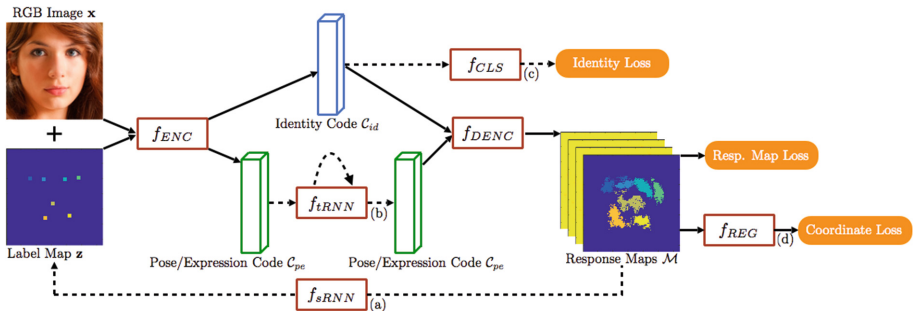 RGB Image x
+
Label Map z
f_ENC
Identity Code C_id
Pose/Expression Code C_pe
f_tRNN
(b)
Pose/Expression Code C_pe
f_CLS
(c)
Identity Loss
f_DENC
Response Maps M
Resp. Map Loss
f_REG
(d)
Coordinate Loss
f_sRNN
(a)